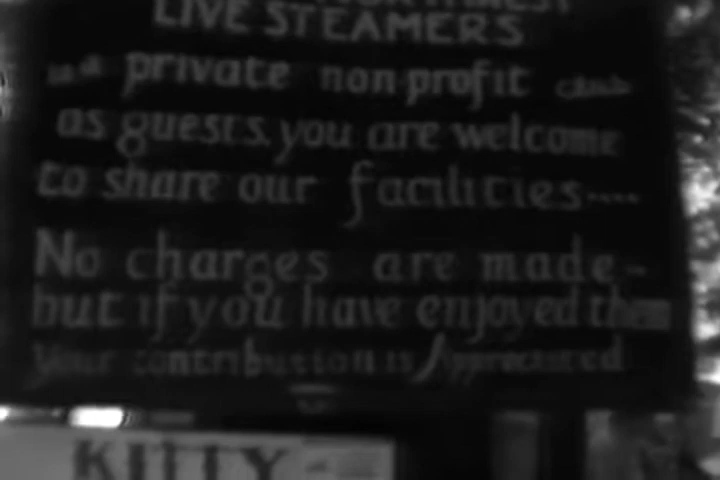 LIVE STEAMERS
is a private non profit club
as guests, you are welcome
to share our facilities....
No charges are made-
but if you have enjoyed them
your contribution is Appreciated
KITTY